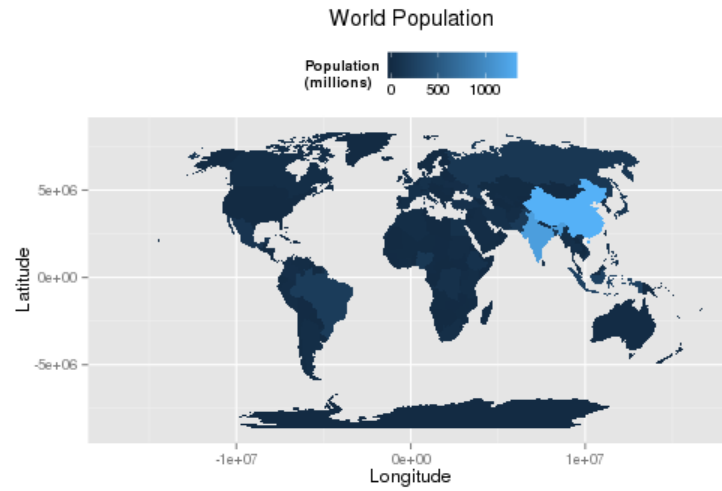 World Population
Population
(millions)
0 500 1000
5e+06
0e+00
-5e+06
Latitude
-1e+07 0e+00 1e+07
Longitude